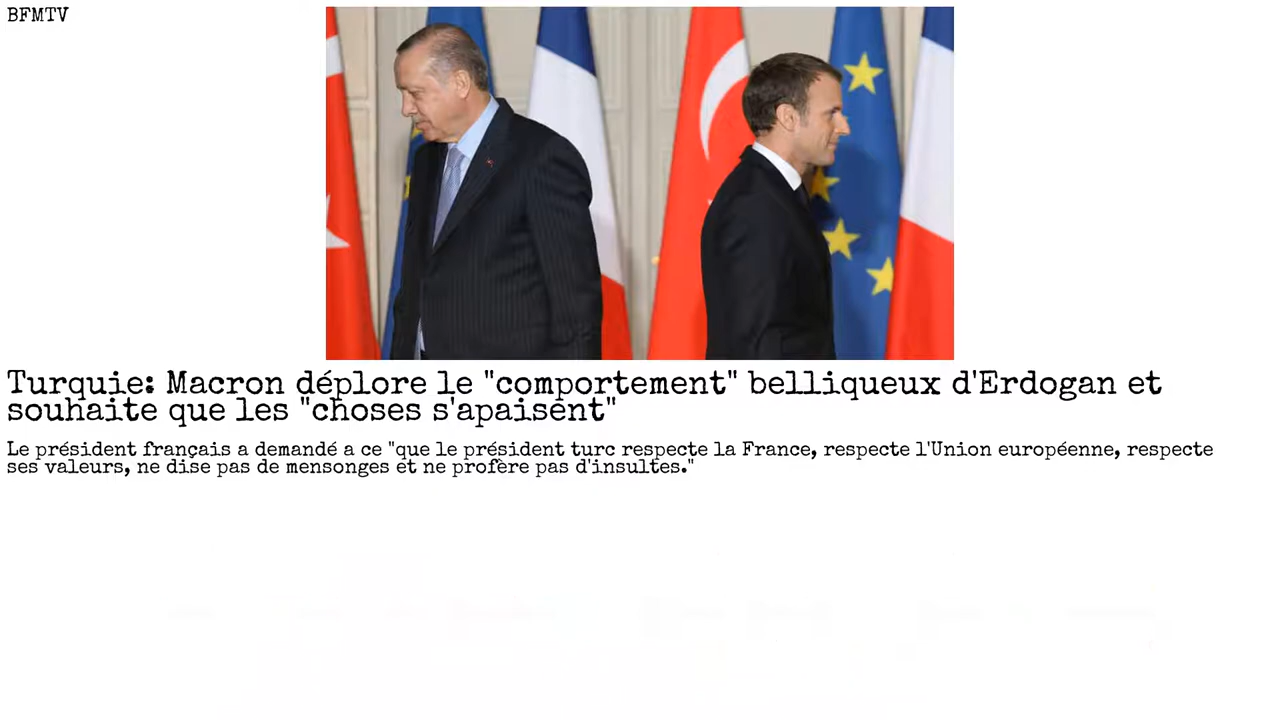 BFMTV
Turquie: Macron déplore le "comportement" belliqueux d'Erdogan et
souhaite que les "choses s'apaisent"
Le président français a demandé a ce "que le président turc respecte la France, respecte l'Union européenne, respecte
ses valeurs, ne dise pas de mensonges et ne profère pas d'insultes."